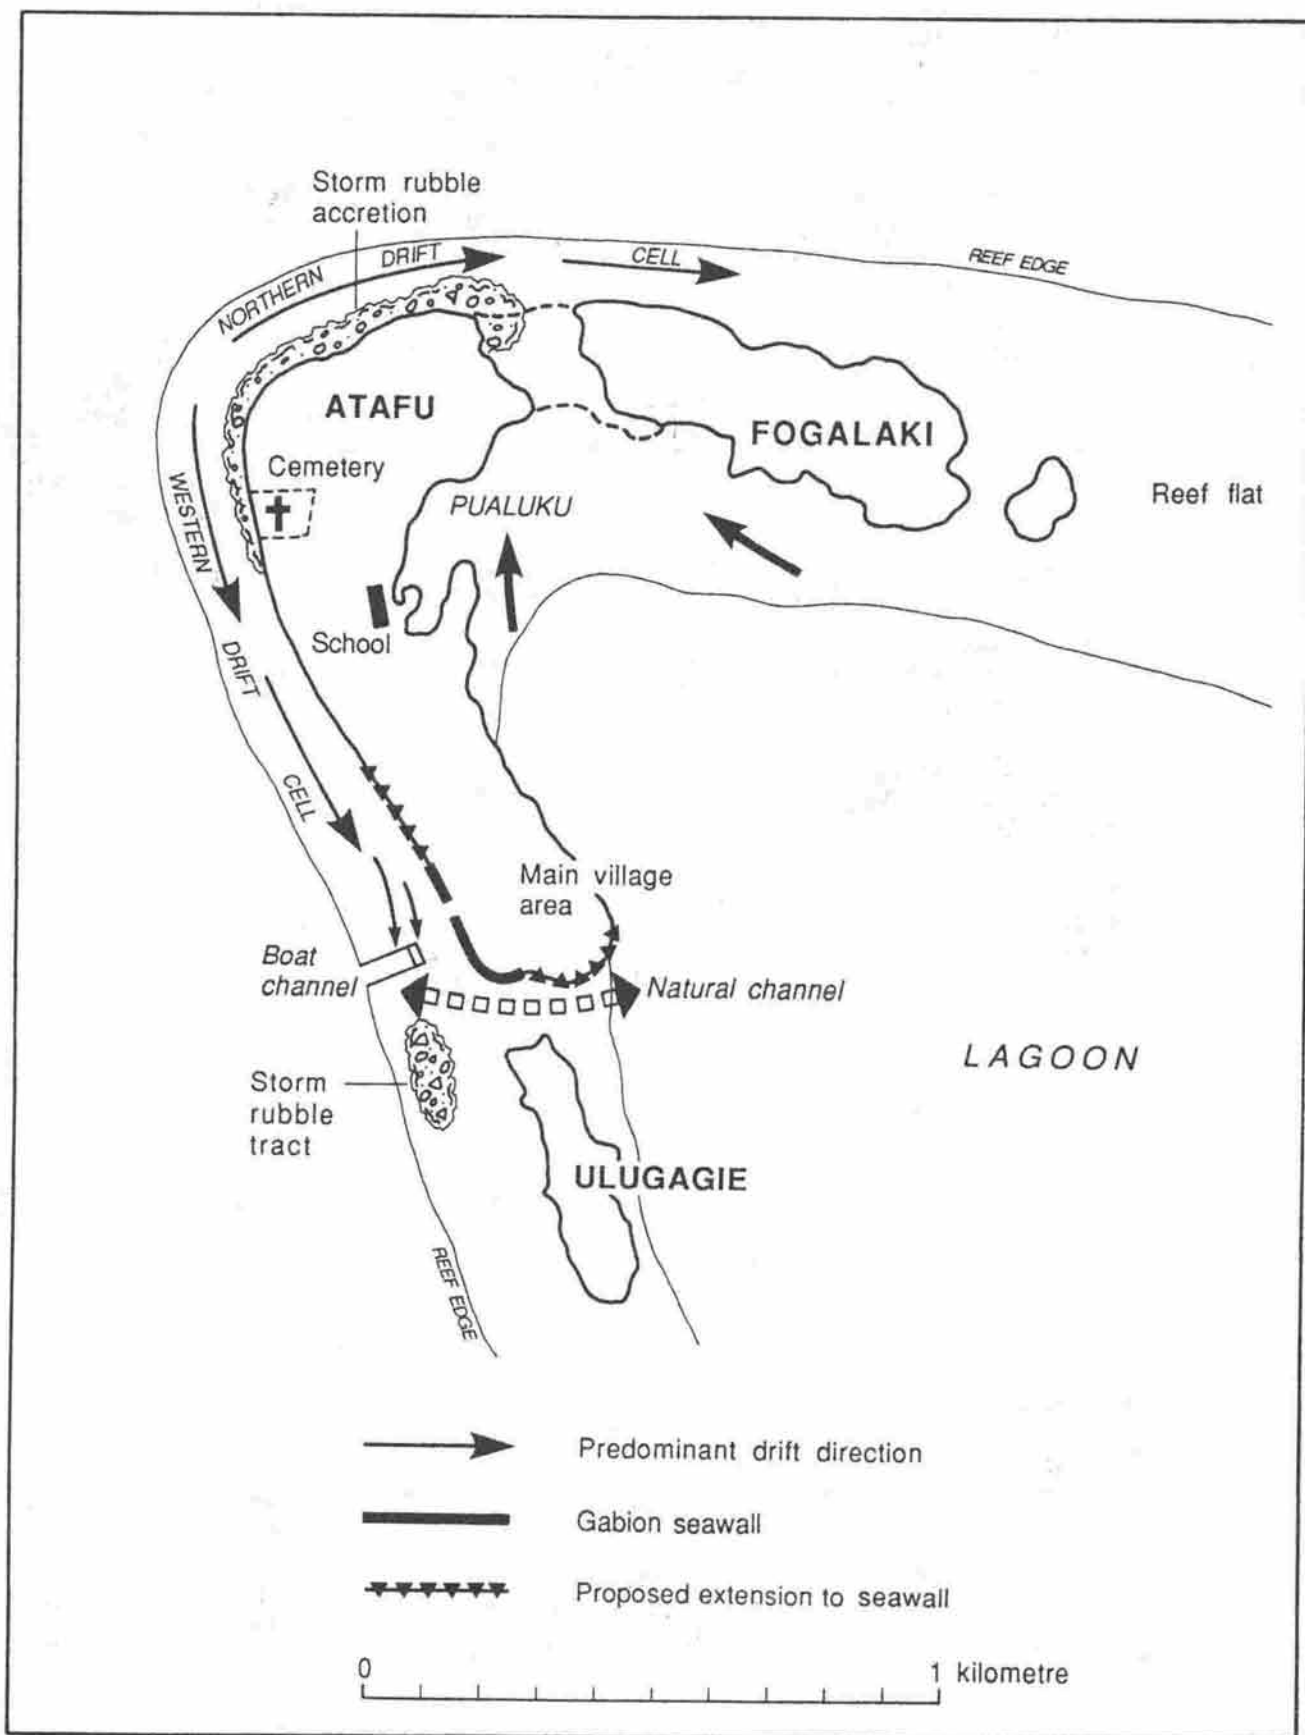 Storm rubble
accretion
NORTHERN DRIFT CELL
REEF EDGE
ATAFU
FOGALAKI
Cemetery
WESTERN DRIFT CELL
PUALUKU
Reef flat
School
Main village
area
Boat
channel
Natural channel
LAGOON
Storm
rubble
tract
ULUGAGIE
REEF EDGE
Predominant drift direction
Gabion seawall
Proposed extension to seawall
0 1 kilometre